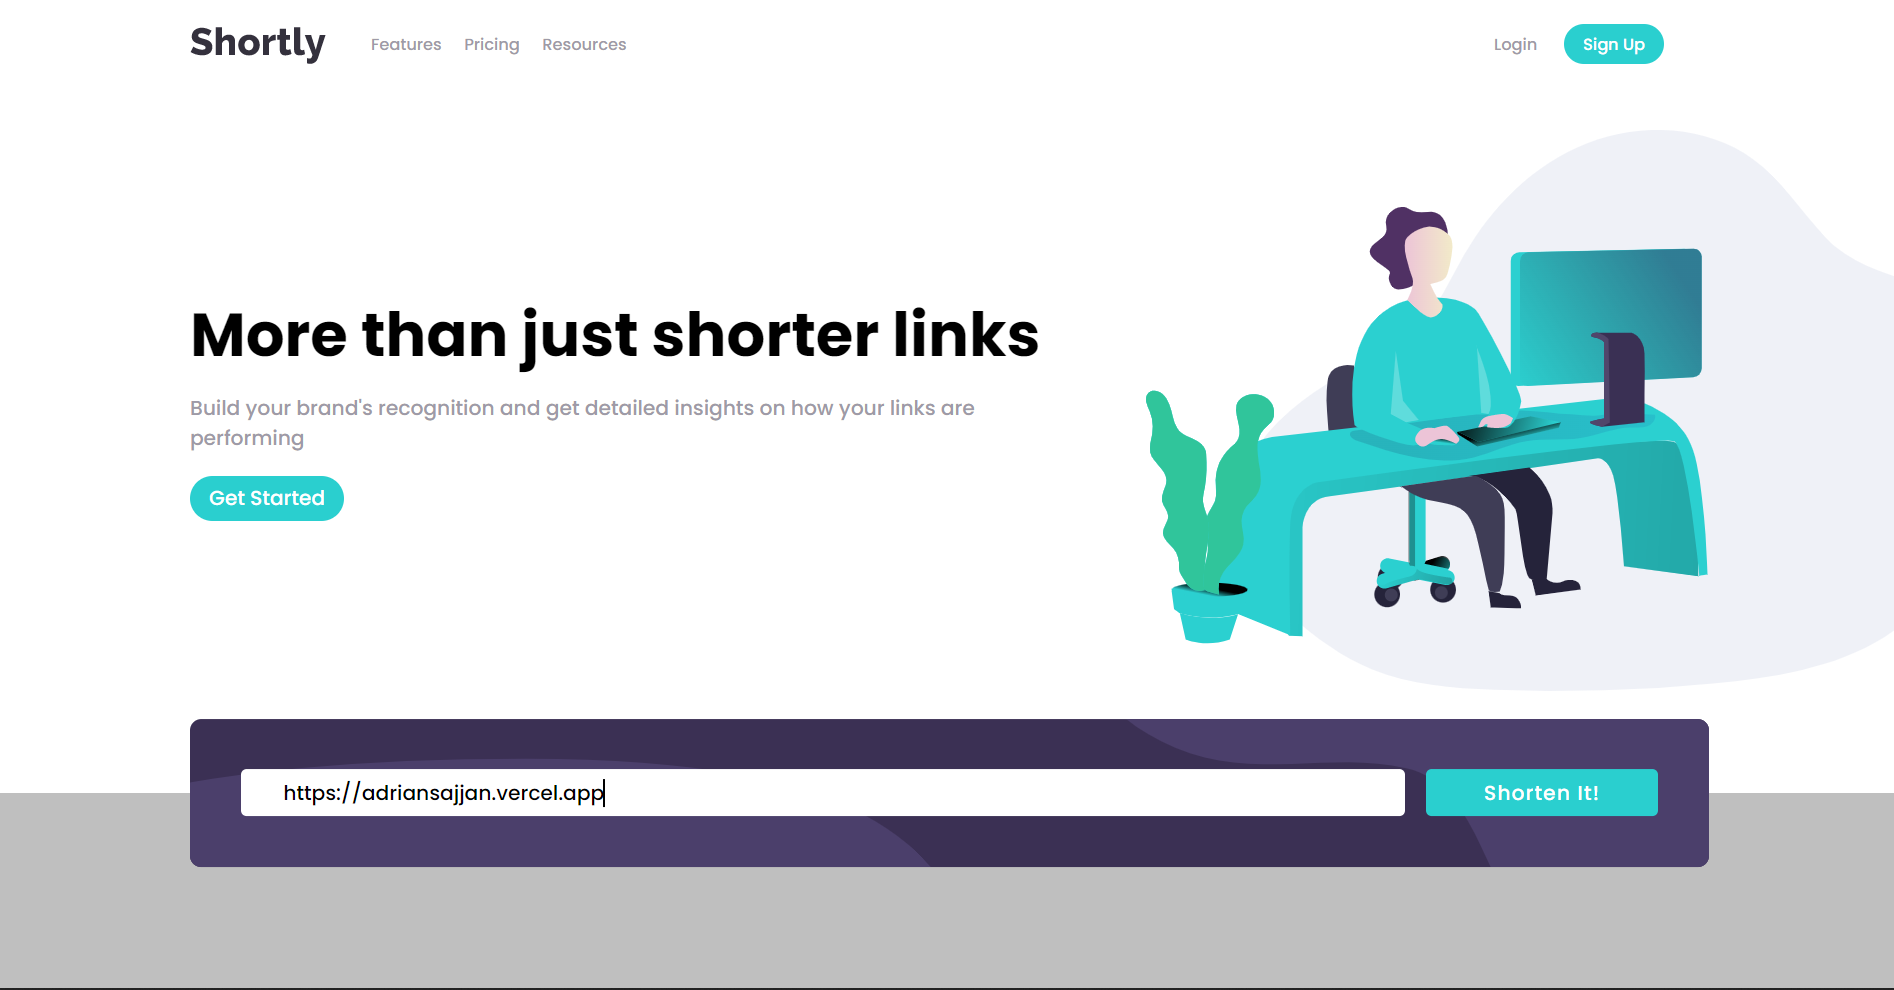 Shortly
Features Pricing Resources
Login Sign Up
More than just shorter links
Build your brand's recognition and get detailed insights on how your links are
performing
Get Started
https://adriansajjan.vercel.app
Shorten It!